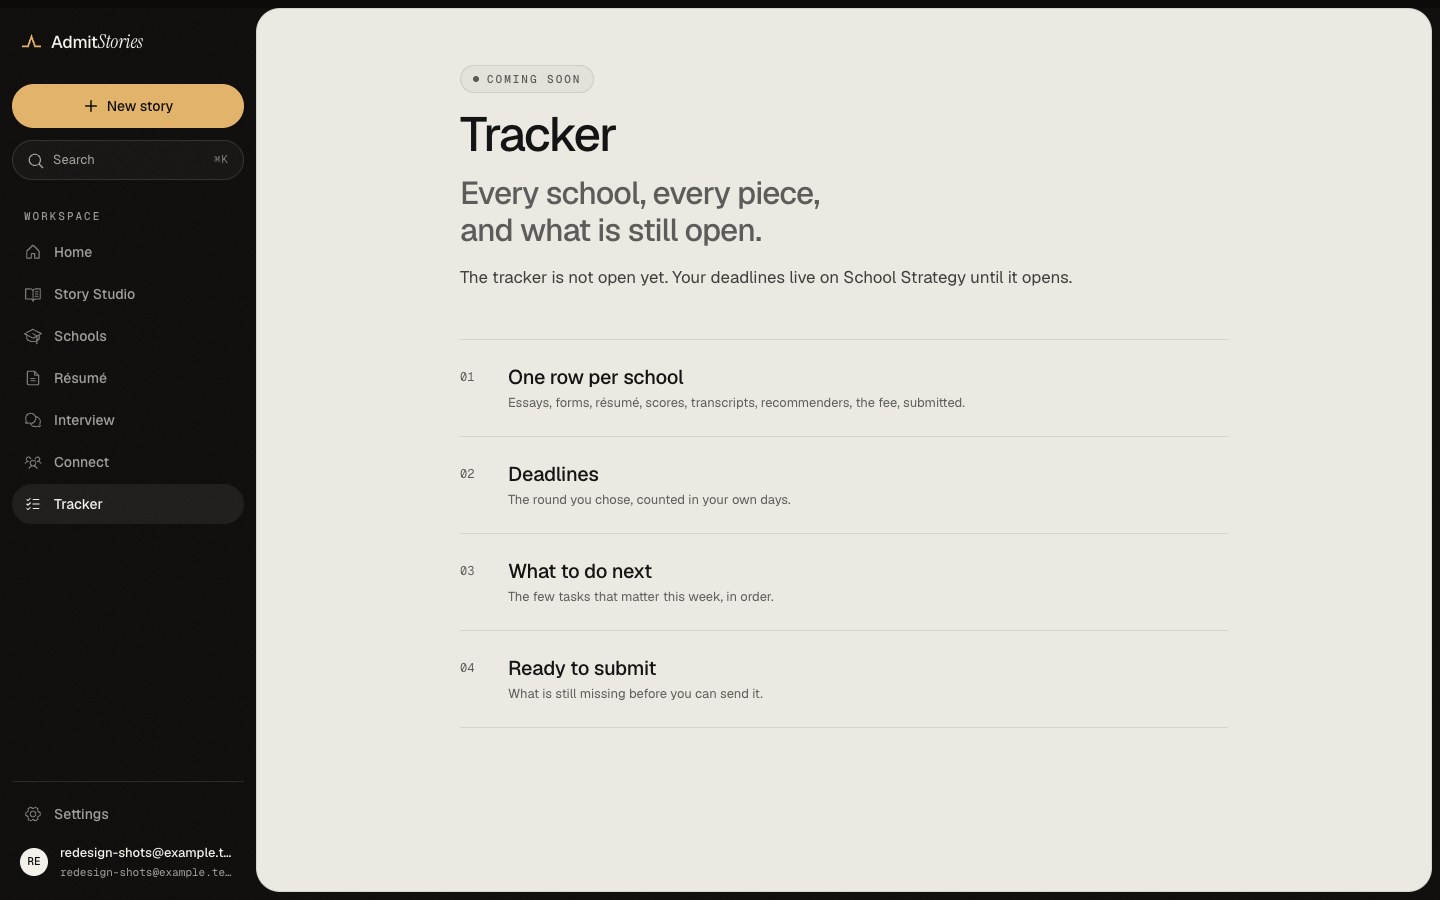 AdmitStories
New story
Search ⌘K
WORKSPACE
Home
Story Studio
Schools
Résumé
Interview
Connect
Tracker
Settings
RE
redesign-shots@example.t…
redesign-shots@example.te…
COMING SOON
Tracker
Every school, every piece,
and what is still open.
The tracker is not open yet. Your deadlines live on School Strategy until it opens.
01
One row per school
Essays, forms, résumé, scores, transcripts, recommenders, the fee, submitted.
02
Deadlines
The round you chose, counted in your own days.
03
What to do next
The few tasks that matter this week, in order.
04
Ready to submit
What is still missing before you can send it.